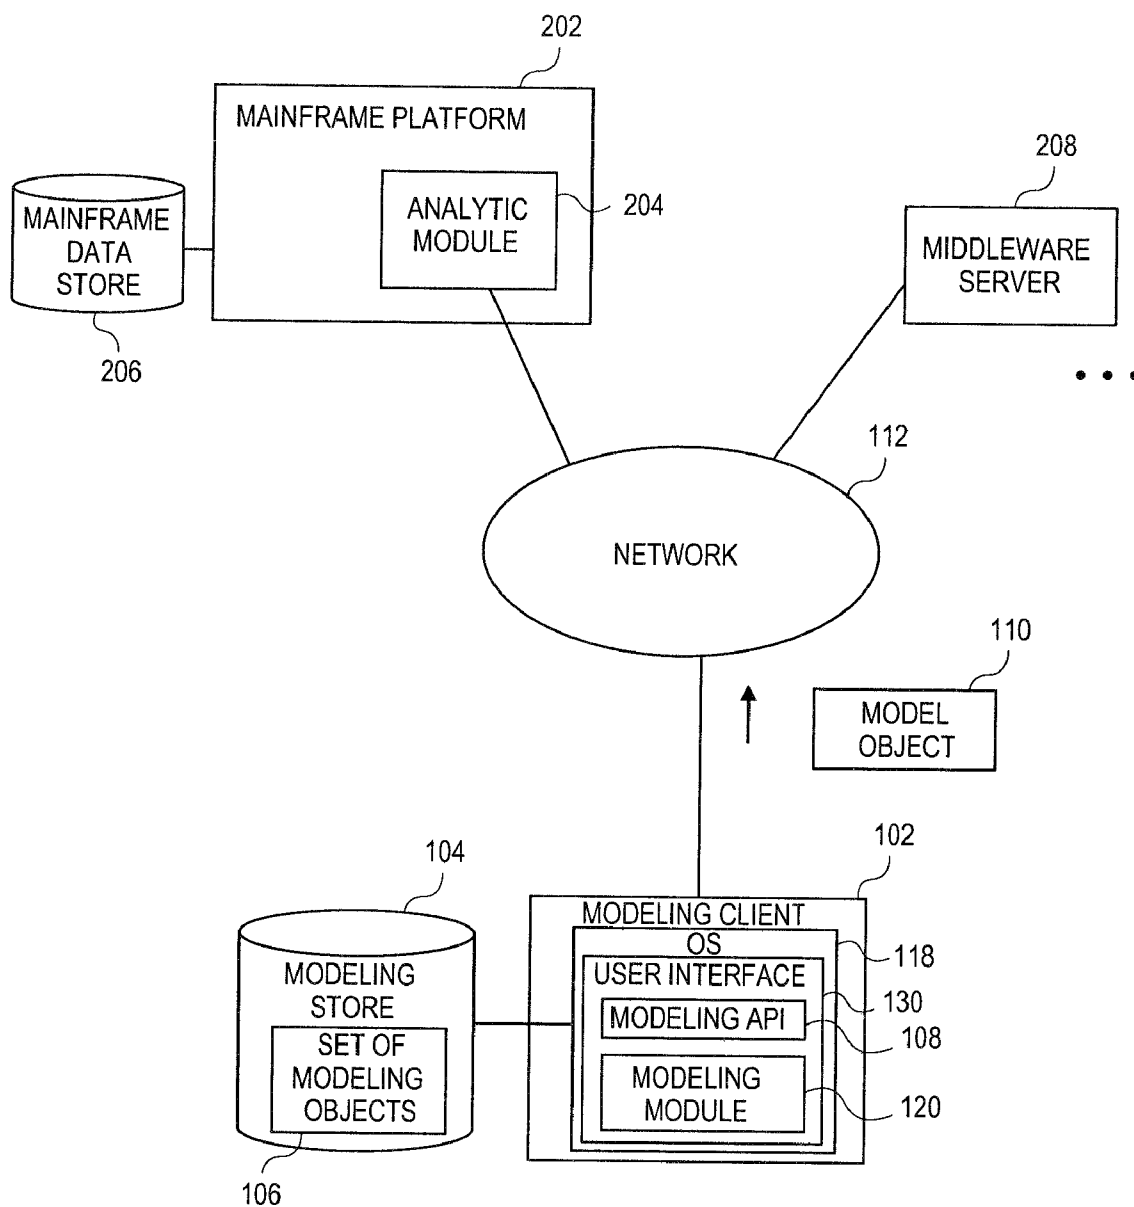 202
MAINFRAME PLATFORM
208
ANALYTIC
MODULE
204
MAINFRAME
DATA
STORE
MIDDLEWARE
SERVER
206
• • •
112
NETWORK
110
MODEL
OBJECT
102
104
MODELING CLIENT
OS
118
USER INTERFACE
130
MODELING API
108
MODELING
MODULE
120
MODELING
STORE
SET OF
MODELING
OBJECTS
106